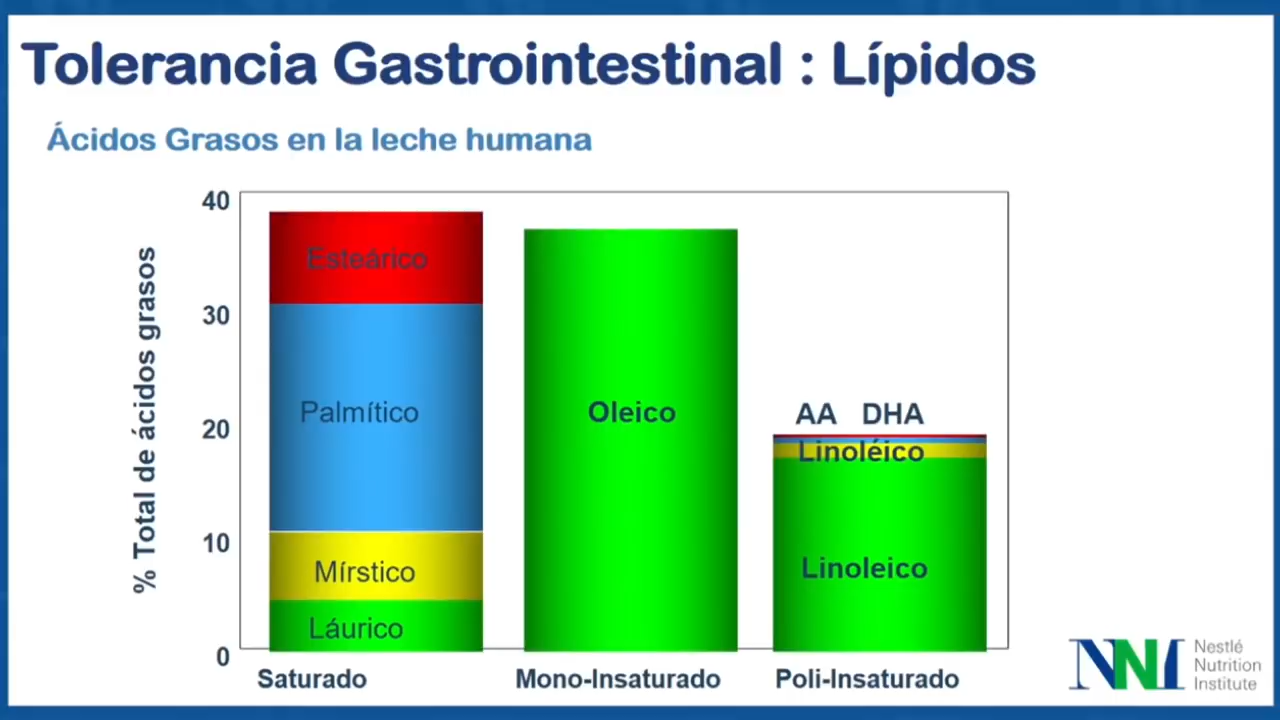 Tolerancia Gastrointestinal : Lípidos
Ácidos Grasos en la leche humana
% Total de ácidos grasos
40
30
20
10
0
Esteárico
Palmítico
Mírstico
Láurico
Oleico
AA DHA
Linoléico
Linoleico
Saturado
Mono-Insaturado
Poli-Insaturado
NNI
Nestlé
Nutrition
Institute